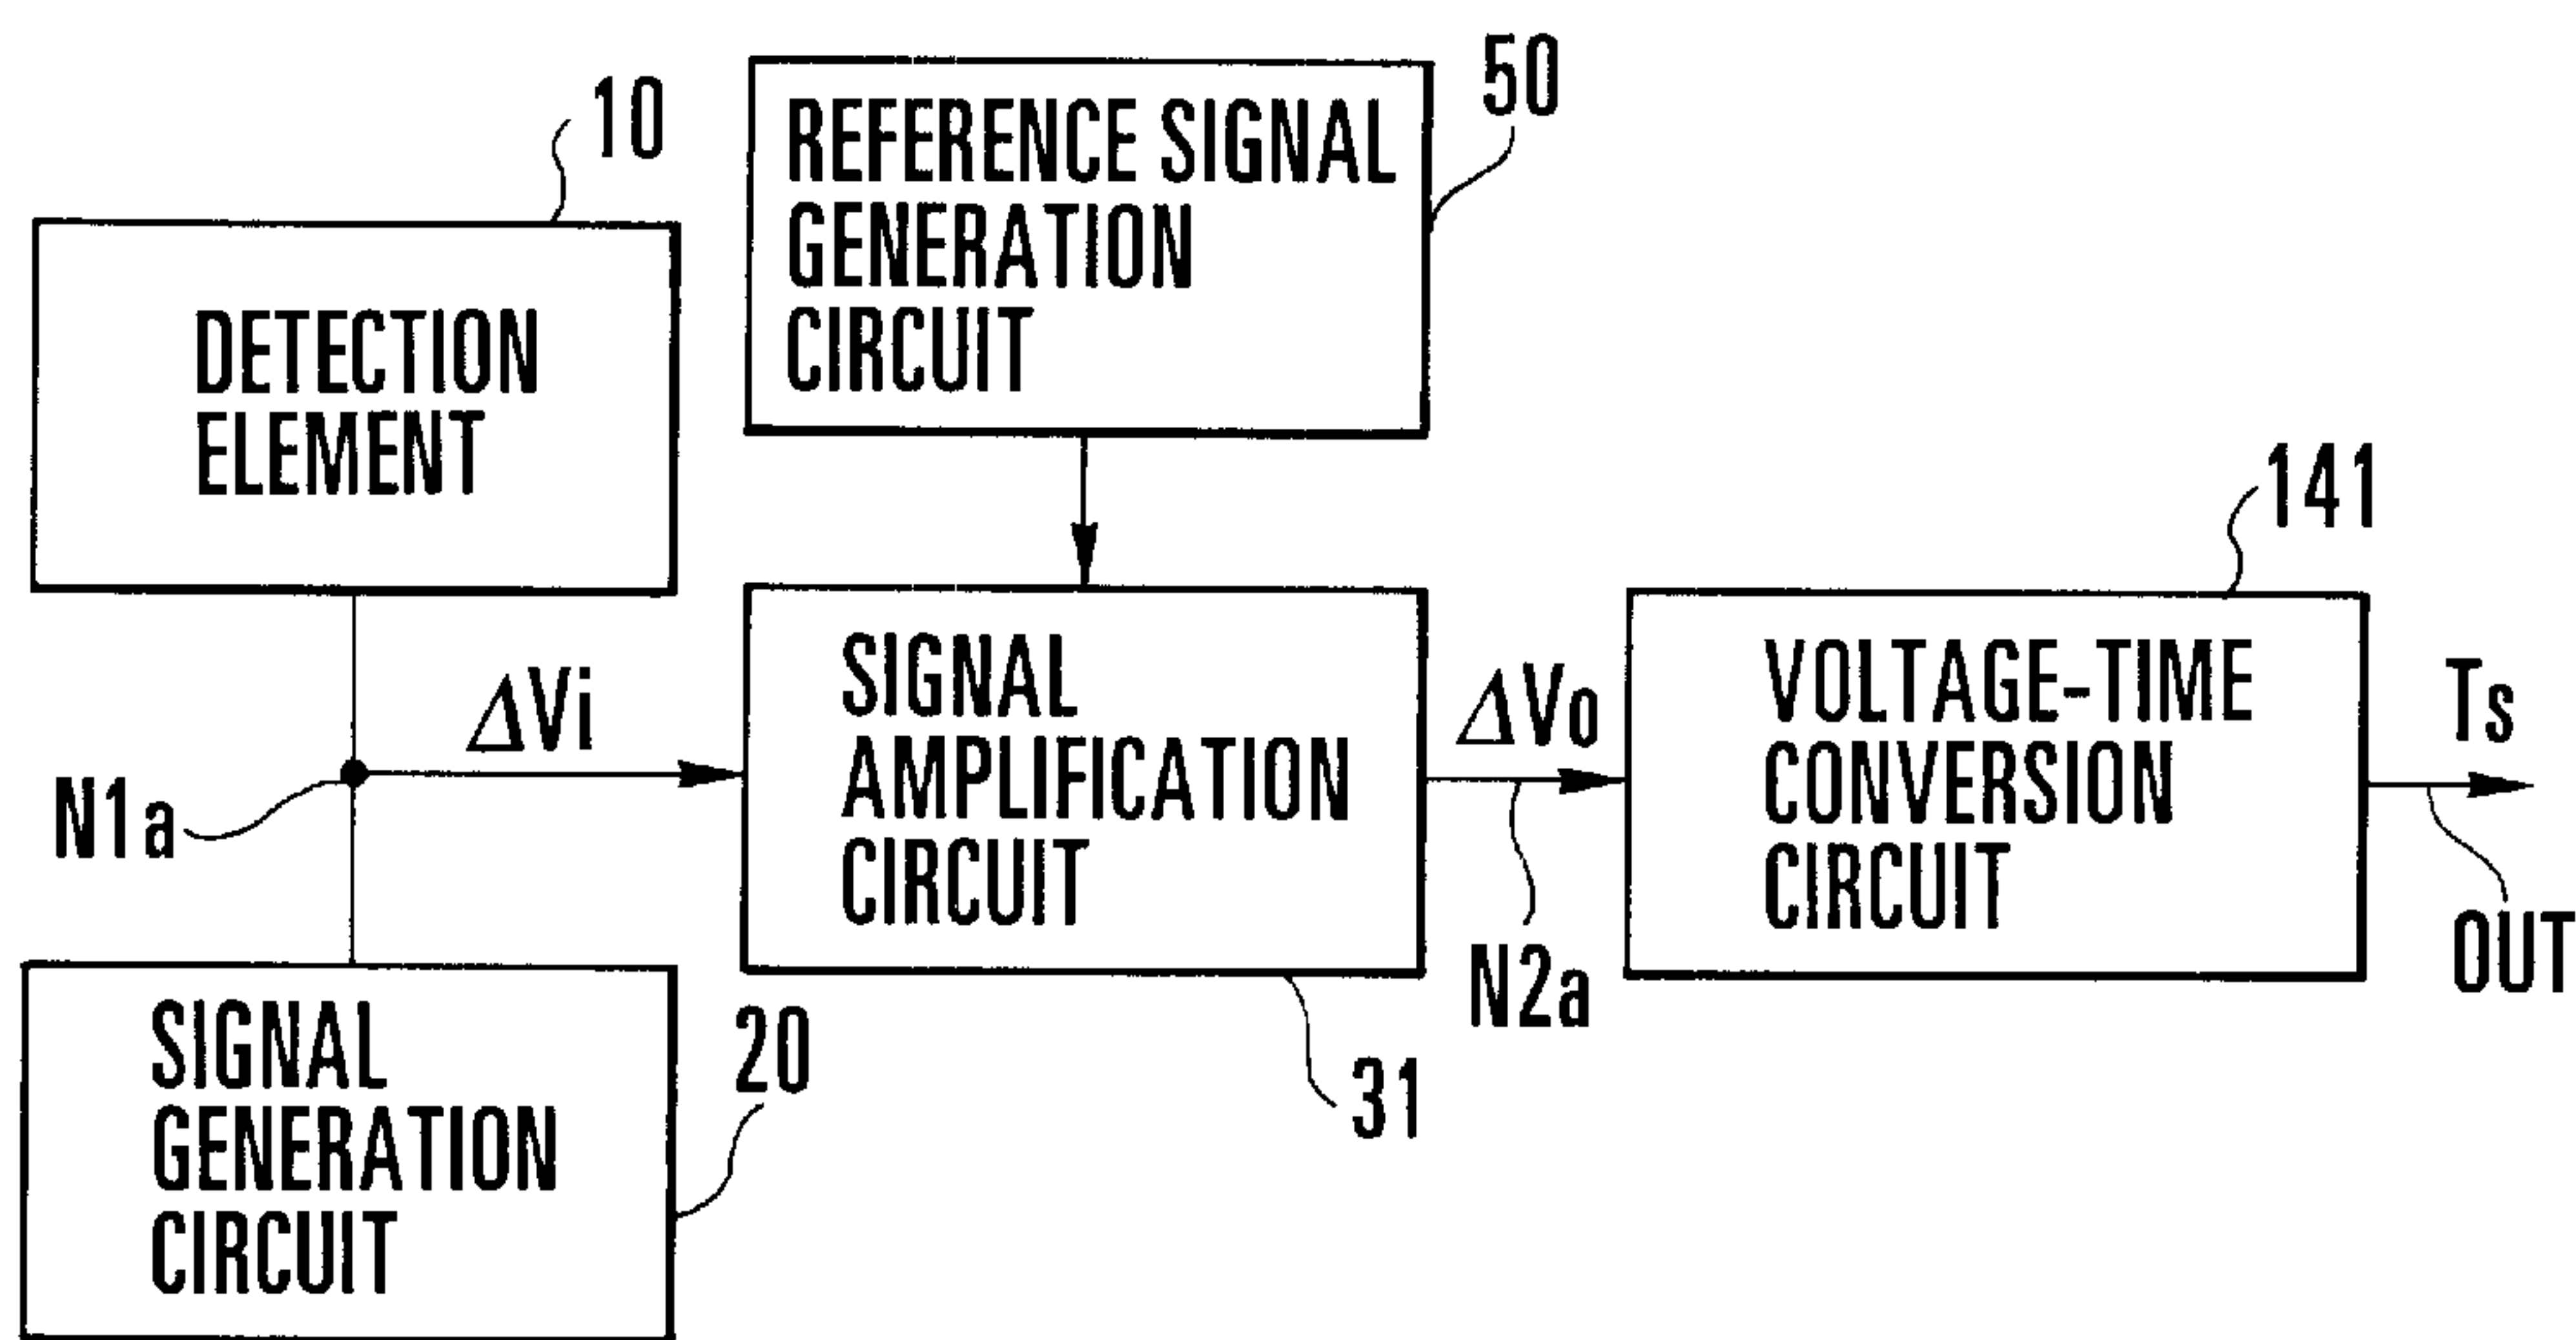 10
DETECTION
ELEMENT
50
REFERENCE SIGNAL
GENERATION
CIRCUIT
N1a
ΔVi
SIGNAL
AMPLIFICATION
CIRCUIT
31
ΔVo
N2a
141
VOLTAGE-TIME
CONVERSION
CIRCUIT
Ts
OUT
20
SIGNAL
GENERATION
CIRCUIT